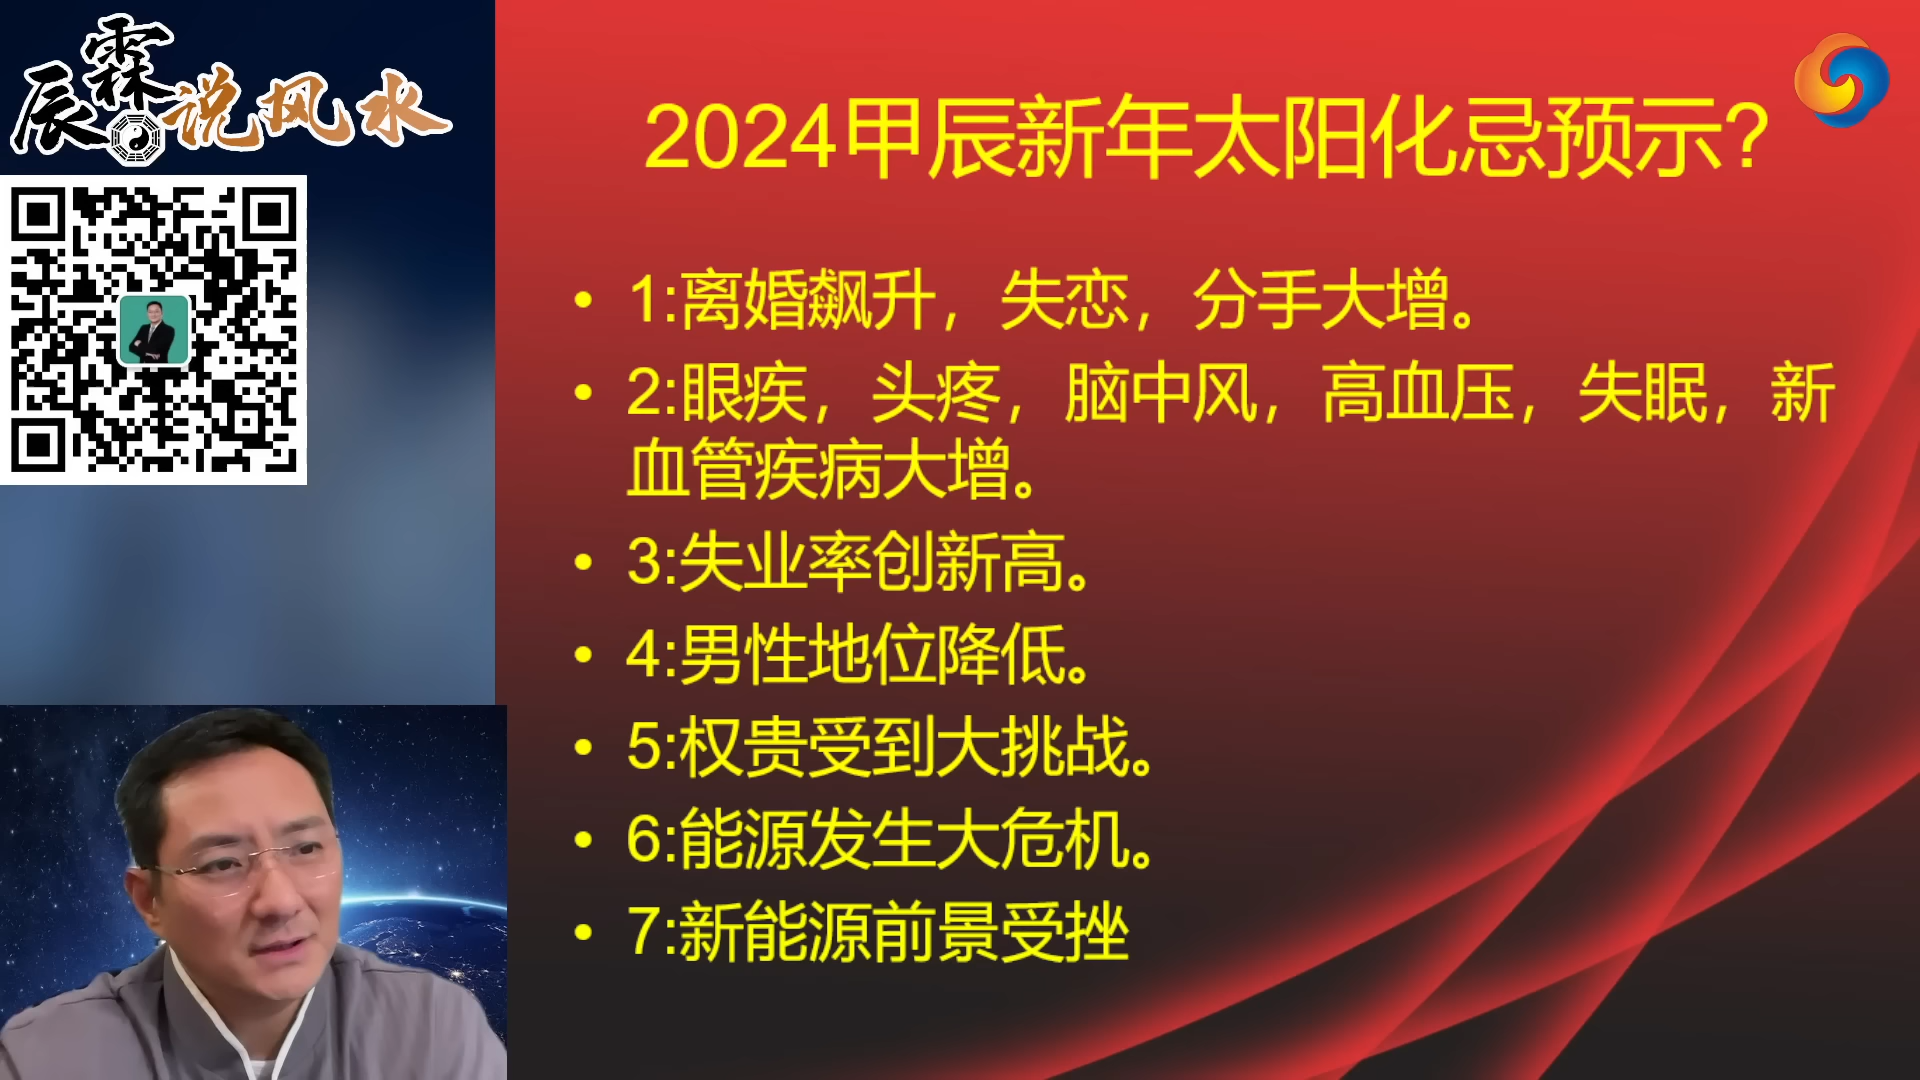 辰霖说风水
2024甲辰新年太阳化忌预示?
• 1:离婚飙升，失恋，分手大增。
• 2:眼疾，头疼，脑中风，高血压，失眠，新
血管疾病大增。
• 3:失业率创新高。
• 4:男性地位降低。
• 5:权贵受到大挑战。
• 6:能源发生大危机。
• 7:新能源前景受挫